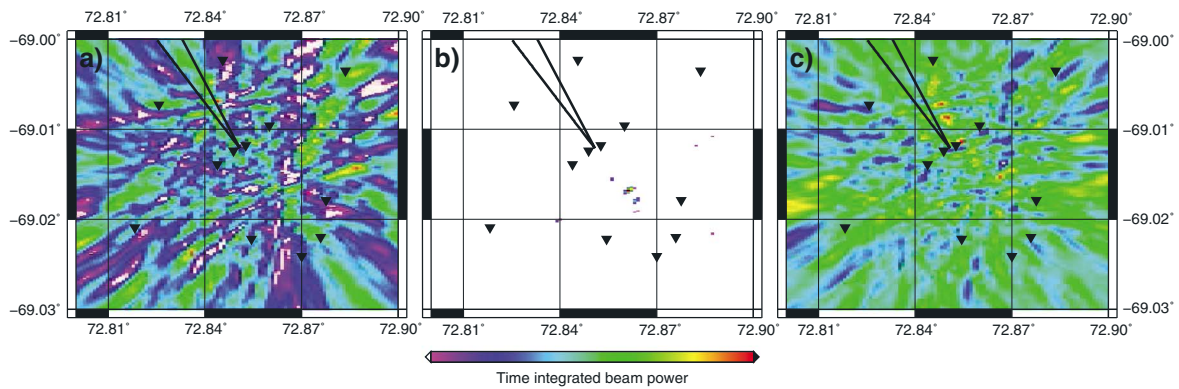 72.81˚ 72.84˚ 72.87˚ 72.90˚ 72.81˚ 72.84˚ 72.87˚ 72.90˚ 72.81˚ 72.84˚ 72.87˚ 72.90˚
−69.00˚ −69.00˚
a) b) c)
−69.01˚ −69.01˚
−69.02˚ −69.02˚
−69.03˚ −69.03˚
72.81˚ 72.84˚ 72.87˚ 72.90˚ 72.81˚ 72.84˚ 72.87˚ 72.90˚ 72.81˚ 72.84˚ 72.87˚ 72.90˚
Time integrated beam power